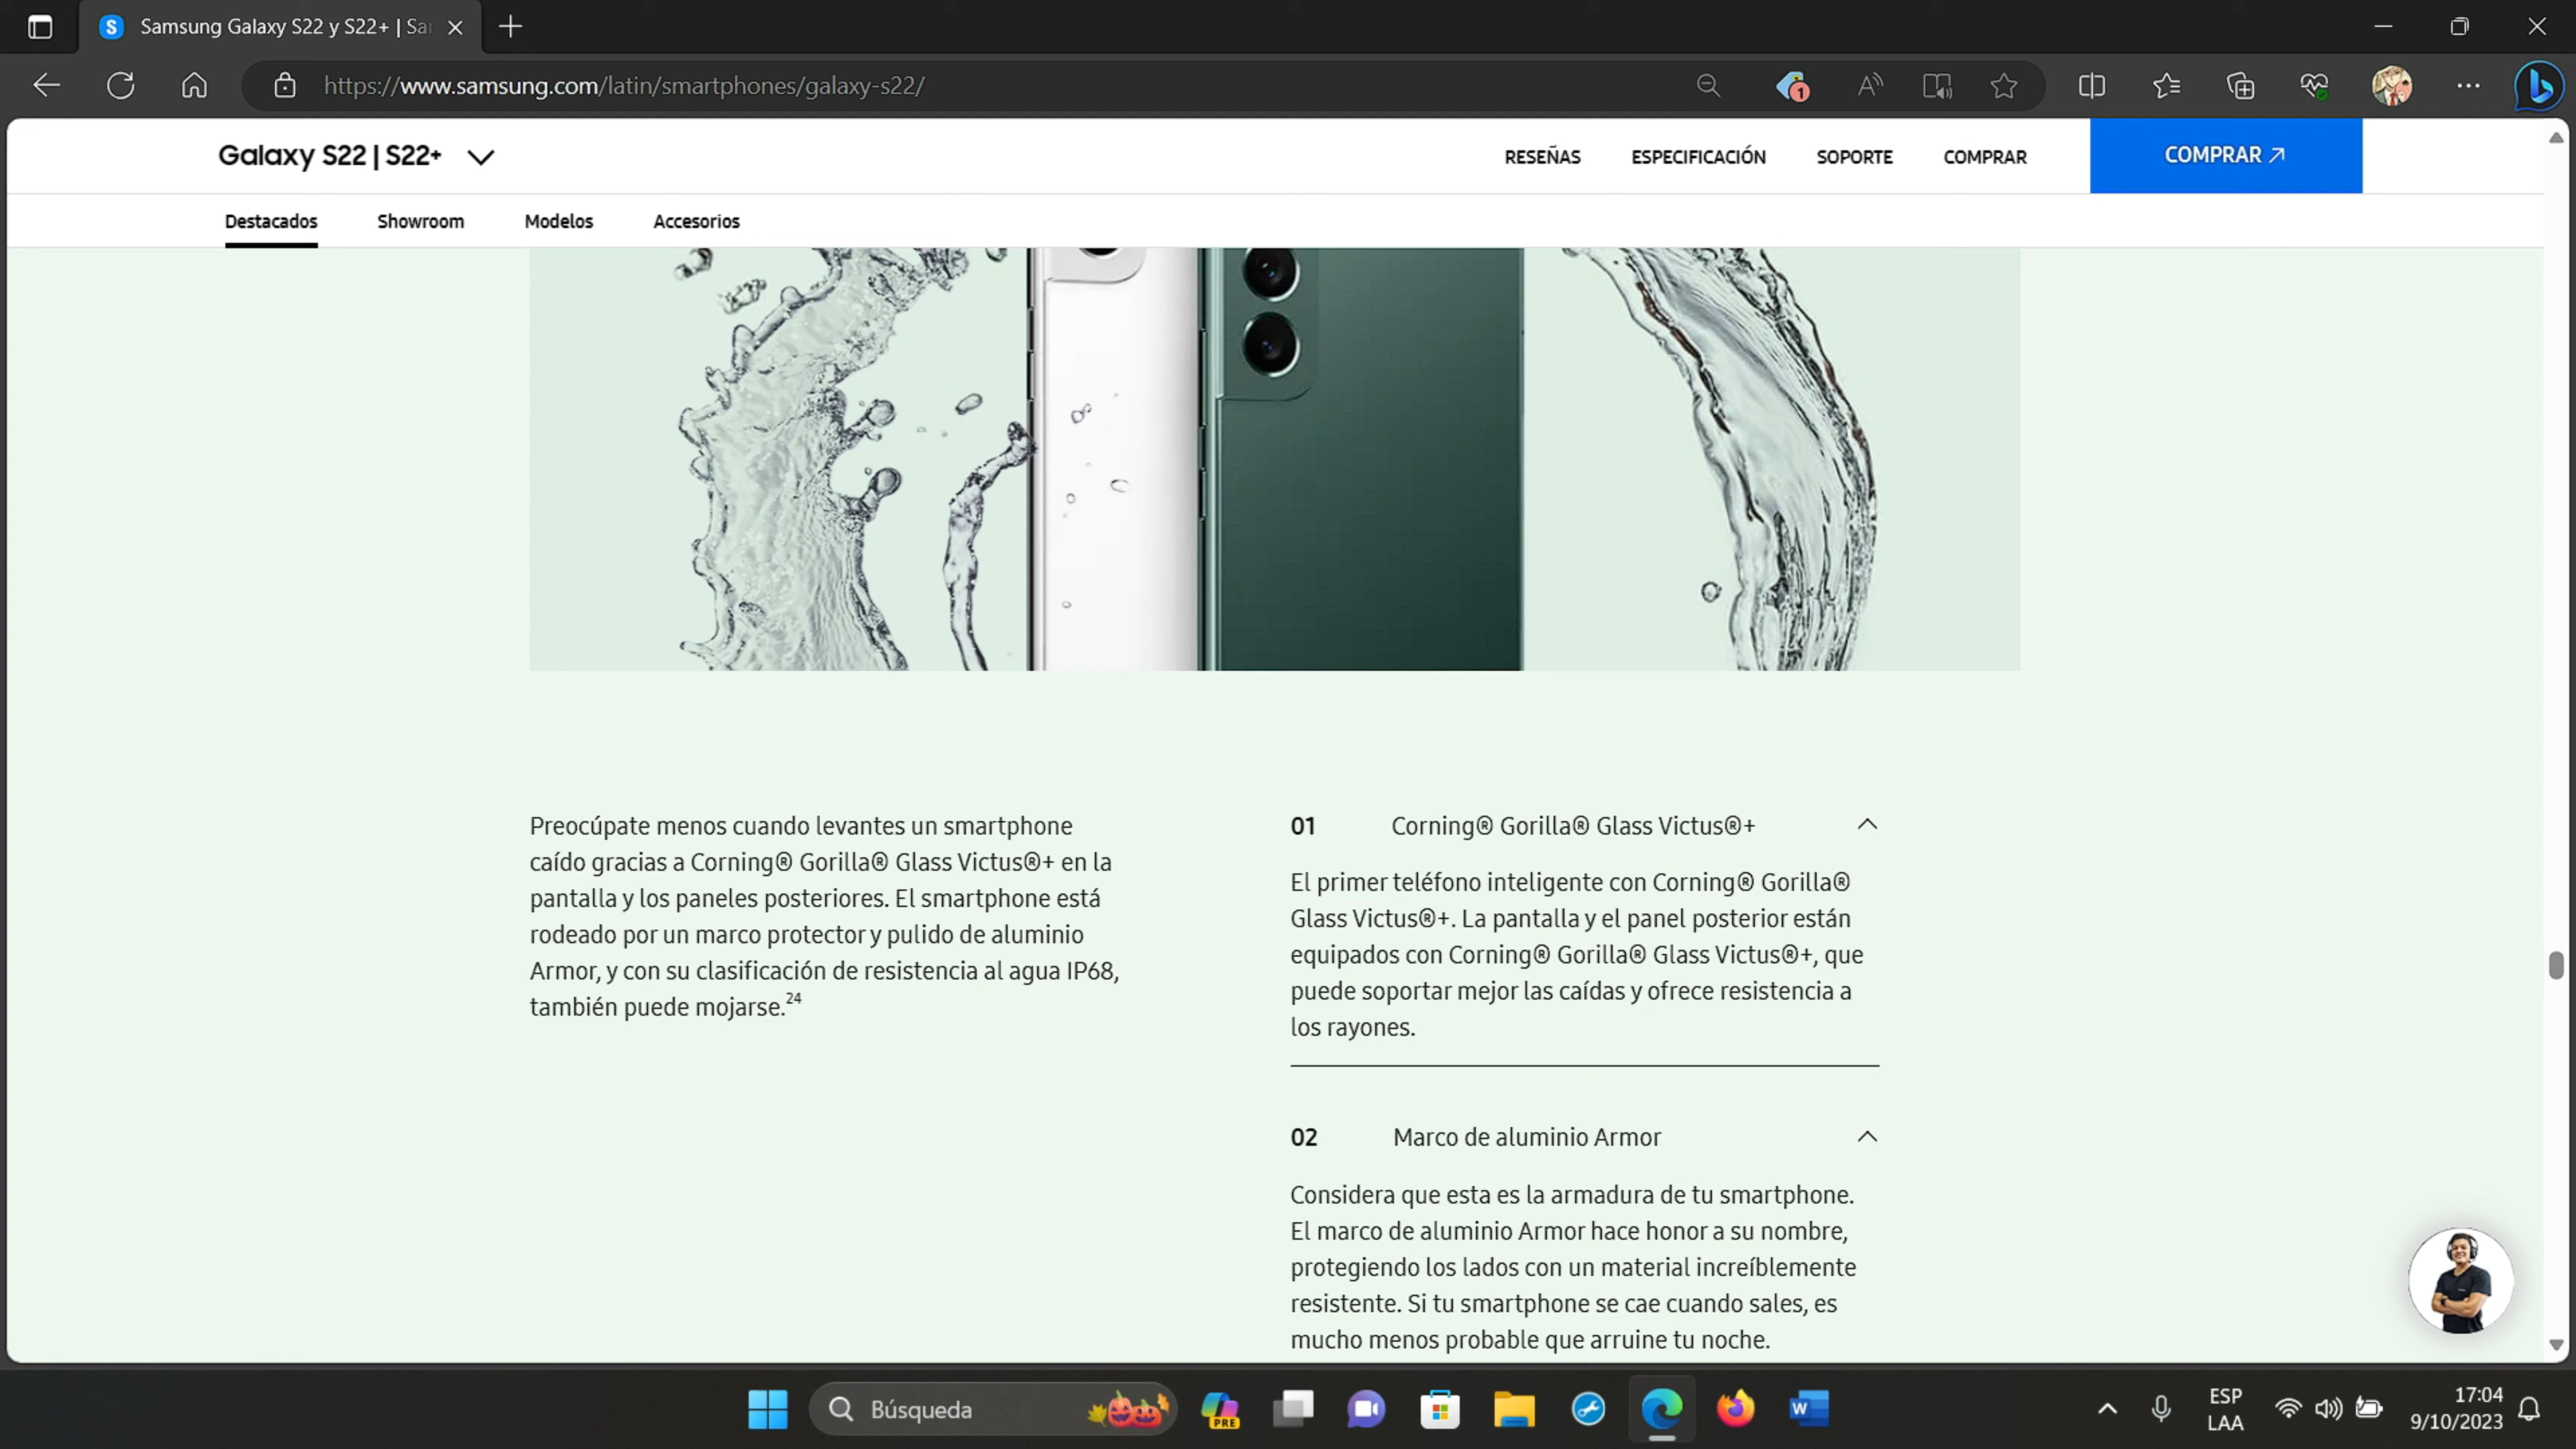 Samsung Galaxy S22 y S22+ | Sar
https://www.samsung.com/latin/smartphones/galaxy-s22/
1
Galaxy S22 | S22+
RESEÑAS
ESPECIFICACIÓN
SOPORTE
COMPRAR
COMPRAR
Destacados
Showroom
Modelos
Accesorios
Preocúpate menos cuando levantes un smartphone
caído gracias a Corning® Gorilla® Glass Victus®+ en la
pantalla y los paneles posteriores. El smartphone está
rodeado por un marco protector y pulido de aluminio
Armor, y con su clasificación de resistencia al agua IP68,
también puede mojarse.24
01 Corning® Gorilla® Glass Victus®+
El primer teléfono inteligente con Corning® Gorilla®
Glass Victus®+. La pantalla y el panel posterior están
equipados con Corning® Gorilla® Glass Victus®+, que
puede soportar mejor las caídas y ofrece resistencia a
los rayones.
02 Marco de aluminio Armor
Considera que esta es la armadura de tu smartphone.
El marco de aluminio Armor hace honor a su nombre,
protegiendo los lados con un material increíblemente
resistente. Si tu smartphone se cae cuando sales, es
mucho menos probable que arruine tu noche.
Búsqueda
PRE
ESP
LAA
17:04
9/10/2023